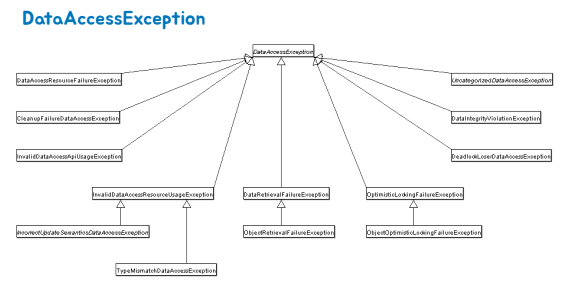 DataAccessException
DataAccessException
DataAccessResourceFailureException
UncategorizedDataAccessException
CleanupFailureDataAccessException
DataIntegrityViolationException
InvalidDataAccessApiUsageException
DeadlockLoserDataAccessException
InvalidDataAccessResourceUsageException
DataRetrievalFailureException
OptimisticLockingFailureException
IncorrectUpdateSemanticsDataAccessException
ObjectRetrievalFailureException
ObjectOptimisticLockingFailureException
TypeMismatchDataAccessException